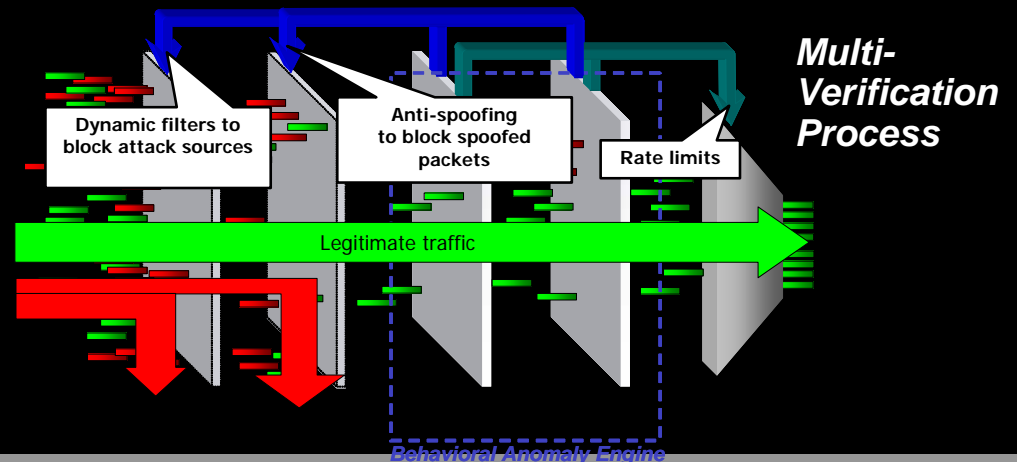 Multi-
Verification
Process
Dynamic filters to
block attack sources
Anti-spoofing
to block spoofed
packets
Rate limits
Legitimate traffic
Behavioral Anomaly Engine